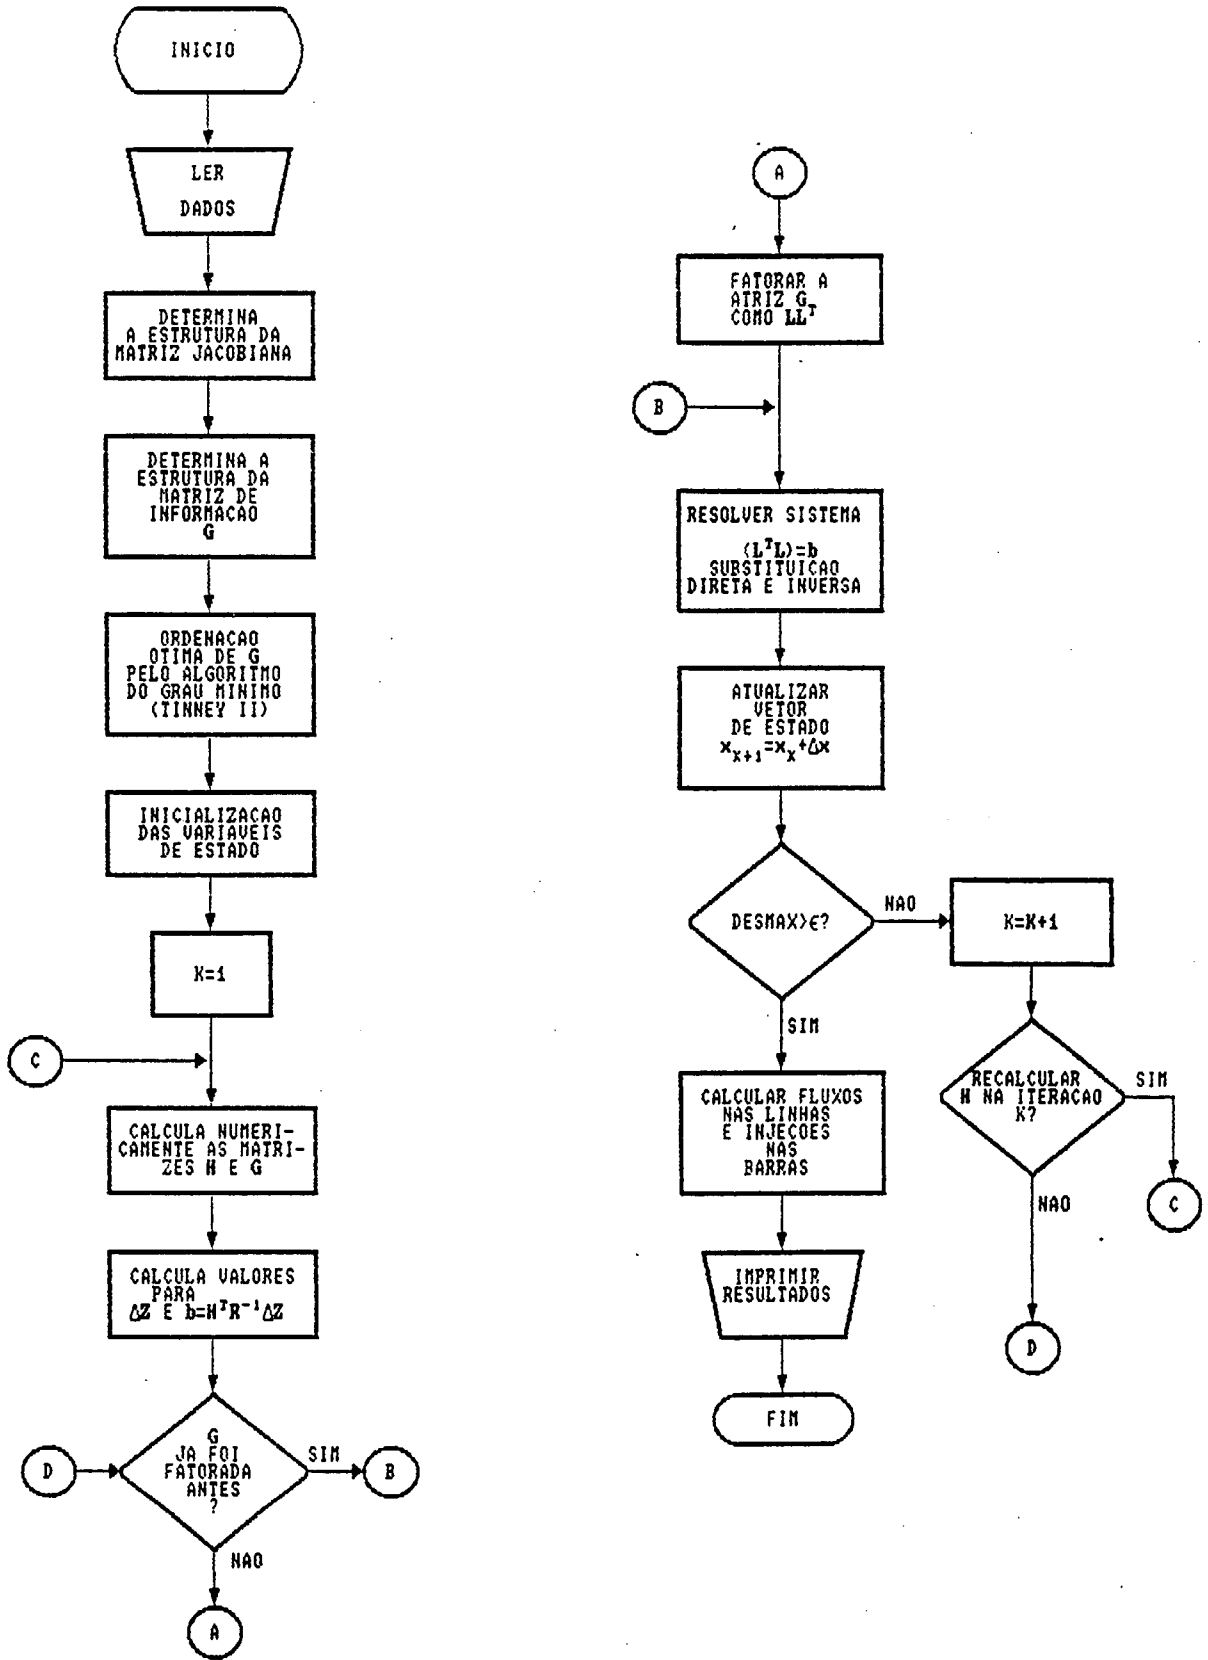 INICIO
LER
DADOS
DETERMINA
A ESTRUTURA DA
MATRIZ JACOBIANA
DETERMINA A
ESTRUTURA DA
MATRIZ DE
INFORMACAO
G
ORDENACAO
OTIMA DE G
PELO ALGORITMO
DO GRAU MINIMO
(TINNEY II)
INICIALIZACAO
DAS VARIAVEIS
DE ESTADO
K=1
C
CALCULA NUMERI-
CAMENTE AS MATRI-
ZES H E G
CALCULA VALORES
PARA
ΔZ E b=HᵀR⁻¹ΔZ
G
JA FOI
FATORADA
ANTES
?
D
SIM
B
NAO
A
A
FATORAR A
ATRIZ G
COMO LLᵀ
B
RESOLVER SISTEMA
(LᵀL)=b
SUBSTITUICAO
DIRETA E INVERSA
ATUALIZAR
VETOR
DE ESTADO
xₖ₊₁=xₖ+Δx
DESMAX>ϵ?
NAO
K=K+1
SIM
RECALCULAR
H NA ITERACAO
K?
SIM
C
NAO
D
CALCULAR FLUXOS
NAS LINHAS
E INJECOES
NAS
BARRAS
IMPRIMIR
RESULTADOS
FIM